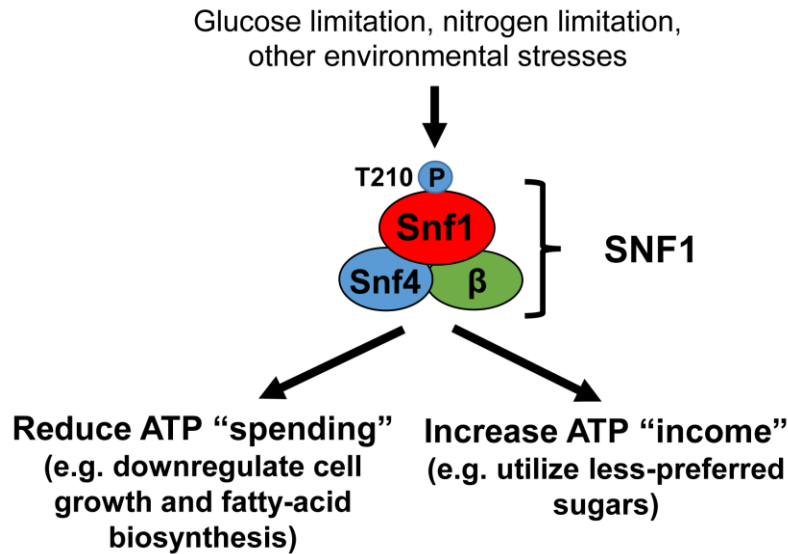 Glucose limitation, nitrogen limitation,
other environmental stresses
T210 P
Snf1
SNF1
Snf4 β
Reduce ATP “spending”
(e.g. downregulate cell
growth and fatty-acid
biosynthesis)
Increase ATP “income”
(e.g. utilize less-preferred
sugars)